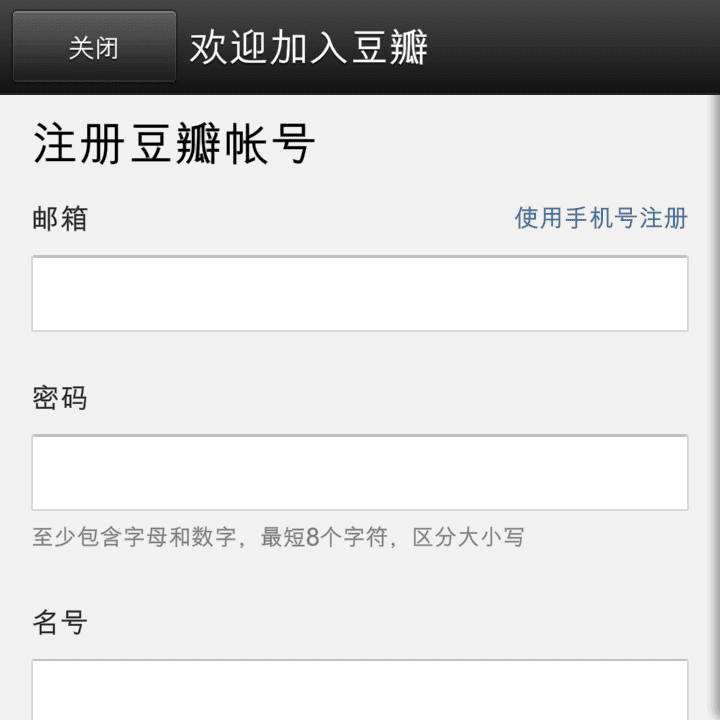 关闭 欢迎加入豆瓣
注册豆瓣帐号
邮箱 使用手机号注册
密码
至少包含字母和数字，最短8个字符，区分大小写
名号